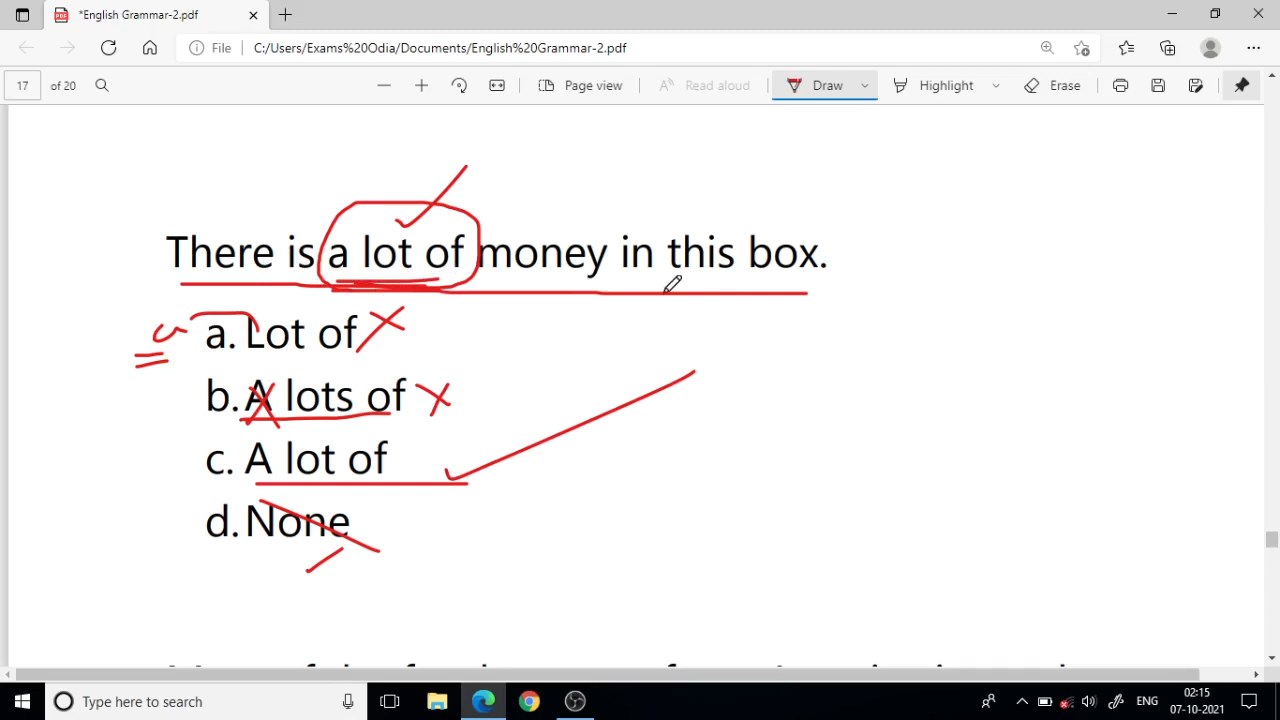 *English Grammar-2.pdf
File C:/Users/Exams%20Odia/Documents/English%20Grammar-2.pdf
17 of 20 Page view Read aloud Draw Highlight Erase
There is a lot of money in this box.
a. Lot of
b. A lots of
c. A lot of
d. None
Type here to search ENG 02:15
07-10-2021